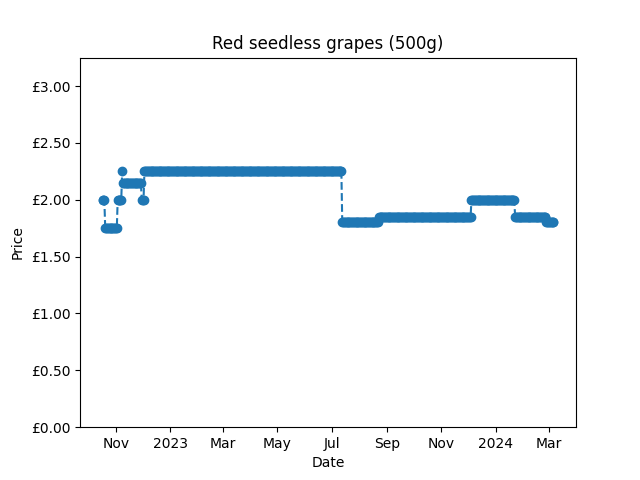 Red seedless grapes (500g)
£3.00
£2.50
£2.00
£1.50
£1.00
£0.50
£0.00
Price
Nov 2023 Mar May Jul Sep Nov 2024 Mar
Date